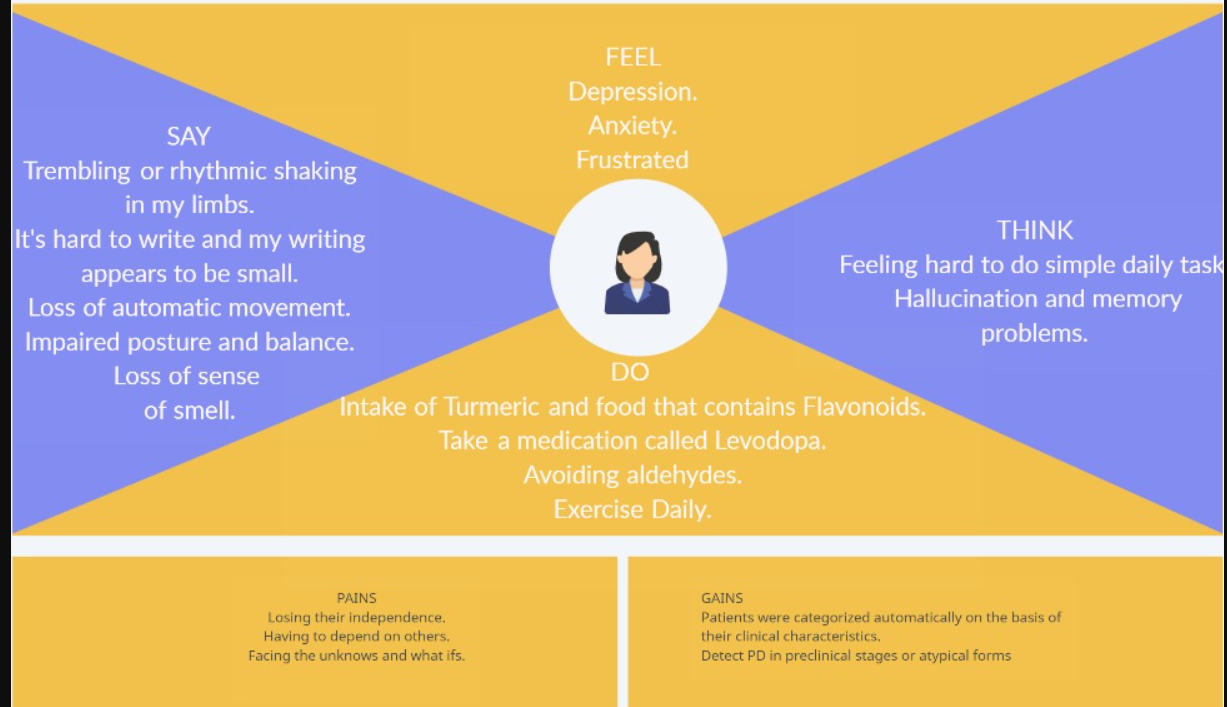 FEEL
Depression.
Anxiety.
Frustrated
SAY
Trembling or rhythmic shaking
in my limbs.
It's hard to write and my writing
appears to be small.
Loss of automatic movement.
Impaired posture and balance.
Loss of sense
of smell.
THINK
Feeling hard to do simple daily task
Hallucination and memory
problems.
DO
Intake of Turmeric and food that contains Flavonoids.
Take a medication called Levodopa.
Avoiding aldehydes.
Exercise Daily.
PAINS
Losing their independence.
Having to depend on others.
Facing the unknows and what ifs.
GAINS
Patients were categorized automatically on the basis of
their clinical characteristics.
Detect PD in preclinical stages or atypical forms